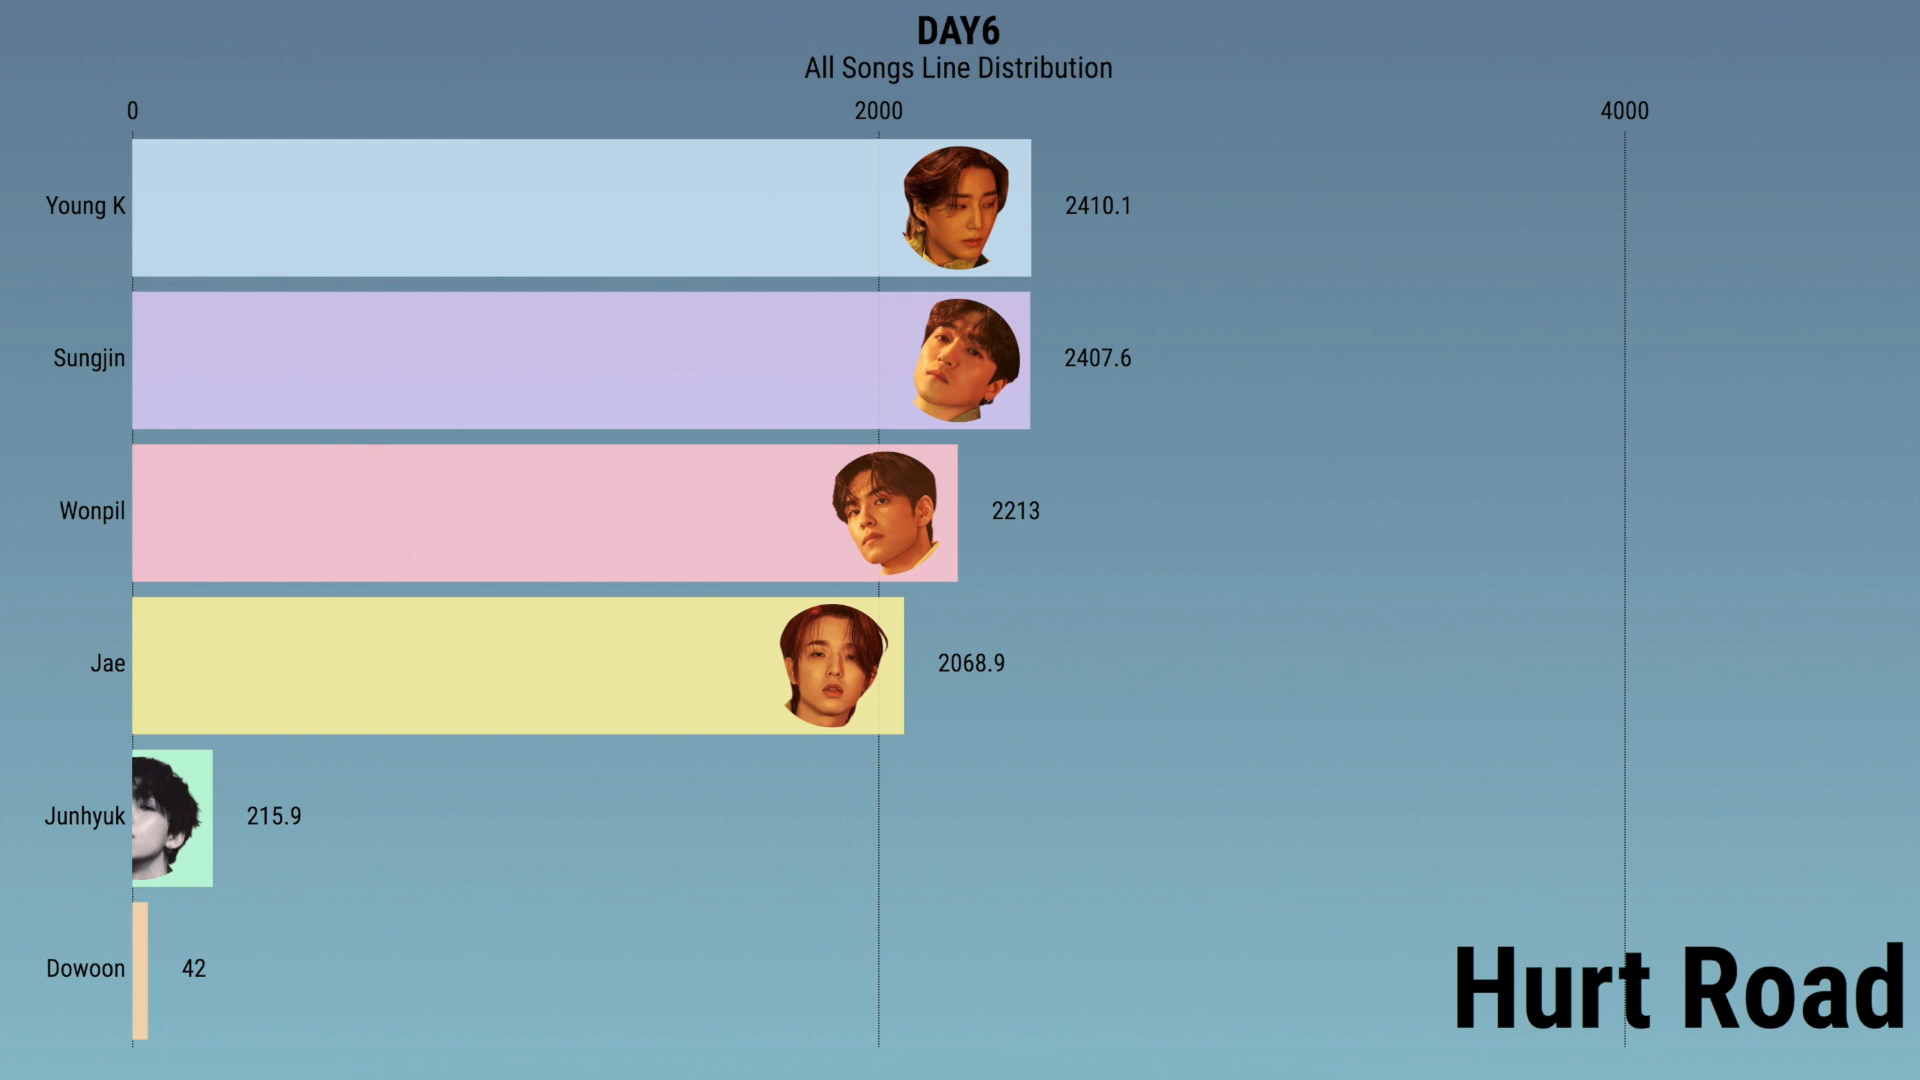 DAY6
All Songs Line Distribution
0 2000 4000
Young K 2410.1
Sungjin 2407.6
Wonpil 2213
Jae 2068.9
Junhyuk 215.9
Dowoon 42
Hurt Road